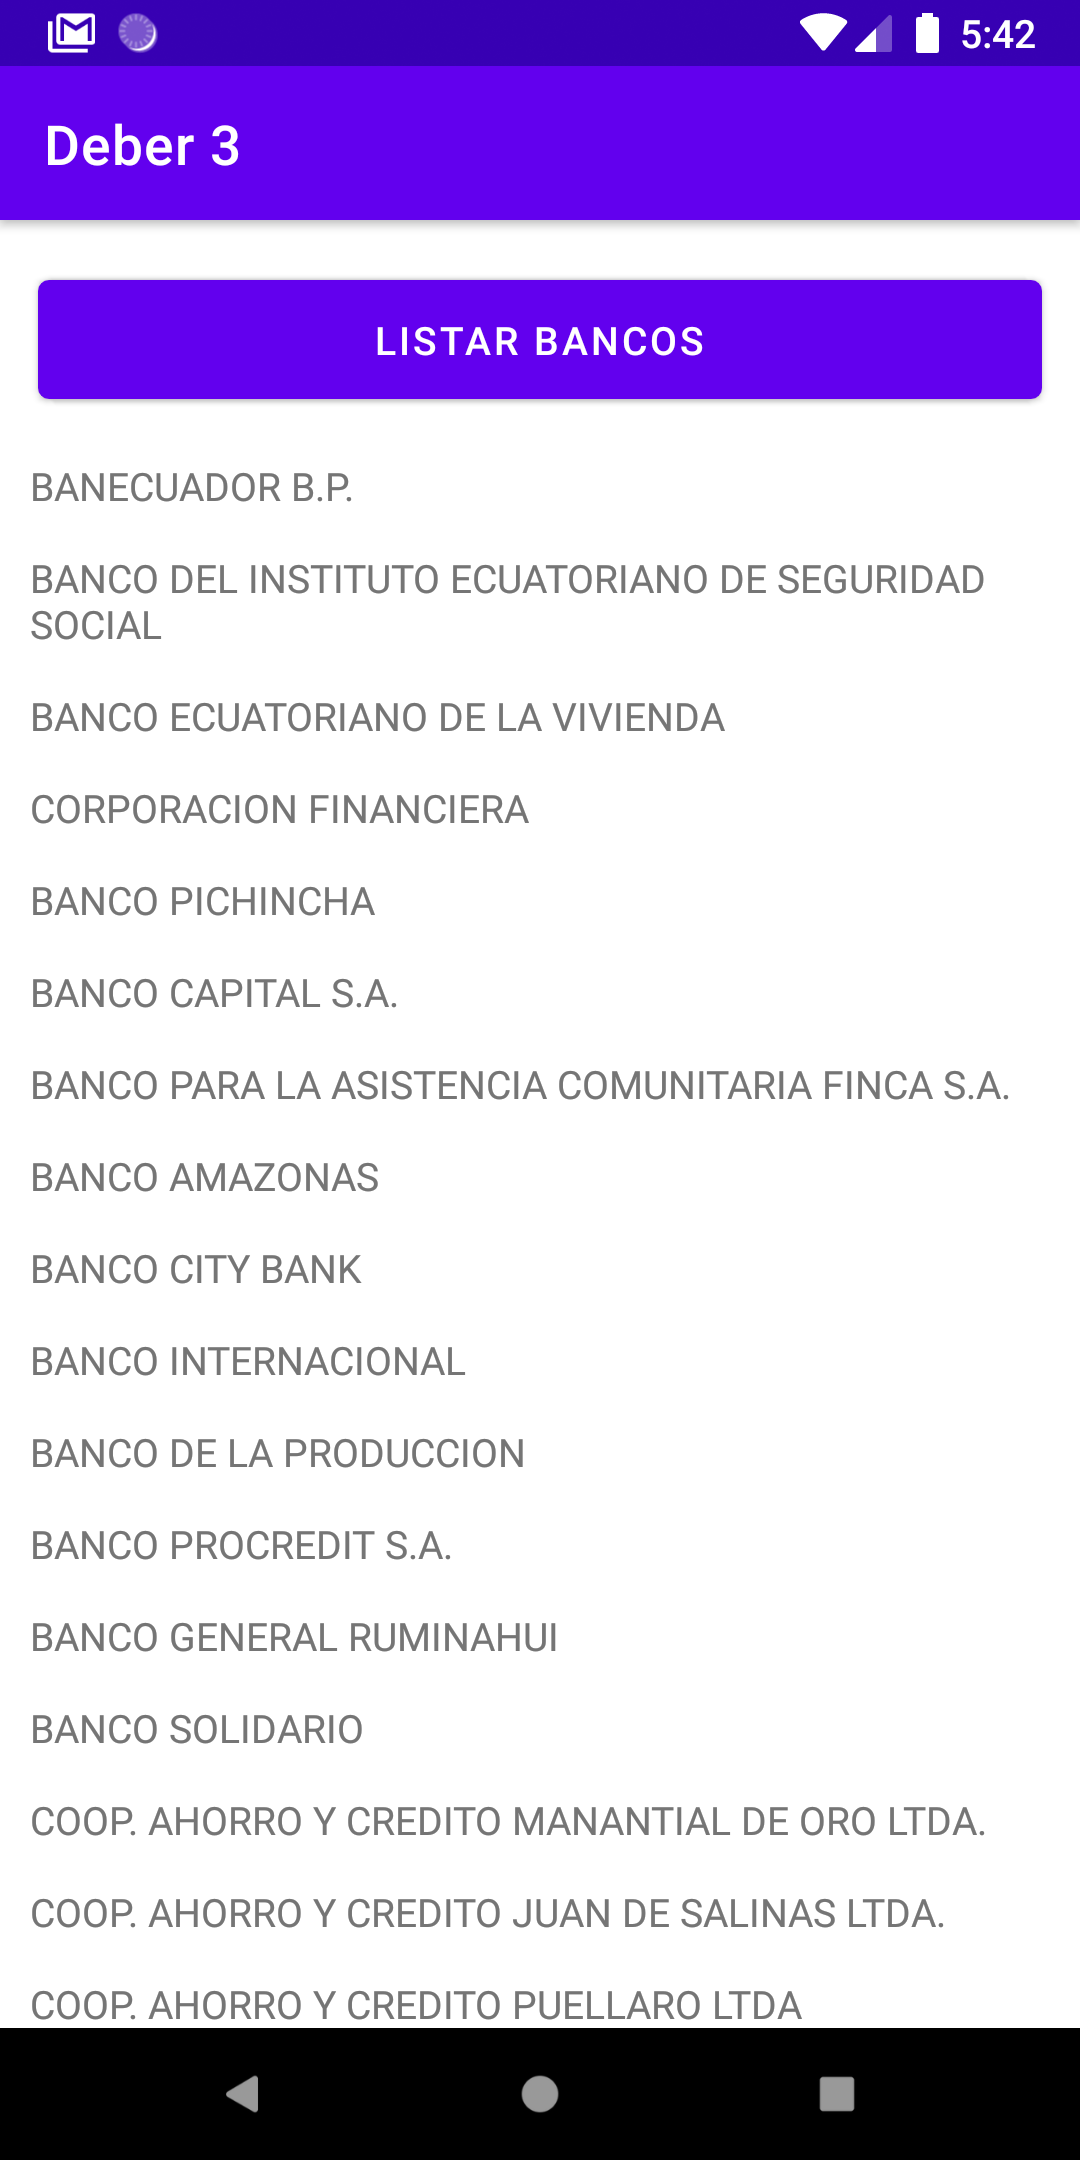 5:42
Deber 3
LISTAR BANCOS
BANECUADOR B.P.
BANCO DEL INSTITUTO ECUATORIANO DE SEGURIDAD
SOCIAL
BANCO ECUATORIANO DE LA VIVIENDA
CORPORACION FINANCIERA
BANCO PICHINCHA
BANCO CAPITAL S.A.
BANCO PARA LA ASISTENCIA COMUNITARIA FINCA S.A.
BANCO AMAZONAS
BANCO CITY BANK
BANCO INTERNACIONAL
BANCO DE LA PRODUCCION
BANCO PROCREDIT S.A.
BANCO GENERAL RUMINAHUI
BANCO SOLIDARIO
COOP. AHORRO Y CREDITO MANANTIAL DE ORO LTDA.
COOP. AHORRO Y CREDITO JUAN DE SALINAS LTDA.
COOP. AHORRO Y CREDITO PUELLARO LTDA